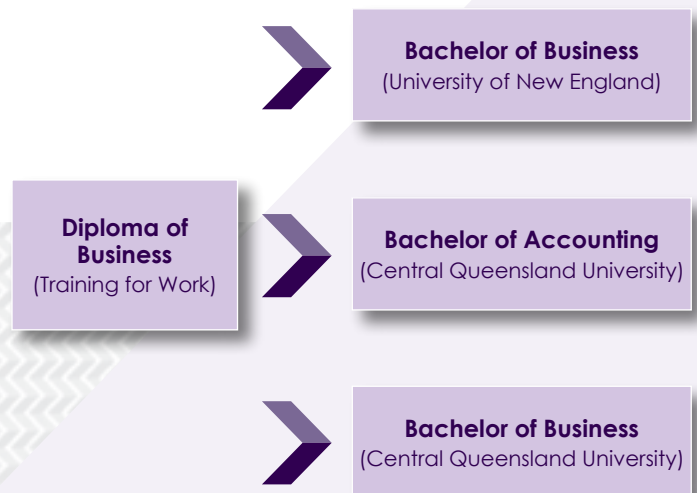 Bachelor of Business
(University of New England)
Diploma of
Business
(Training for Work)
Bachelor of Accounting
(Central Queensland University)
Bachelor of Business
(Central Queensland University)